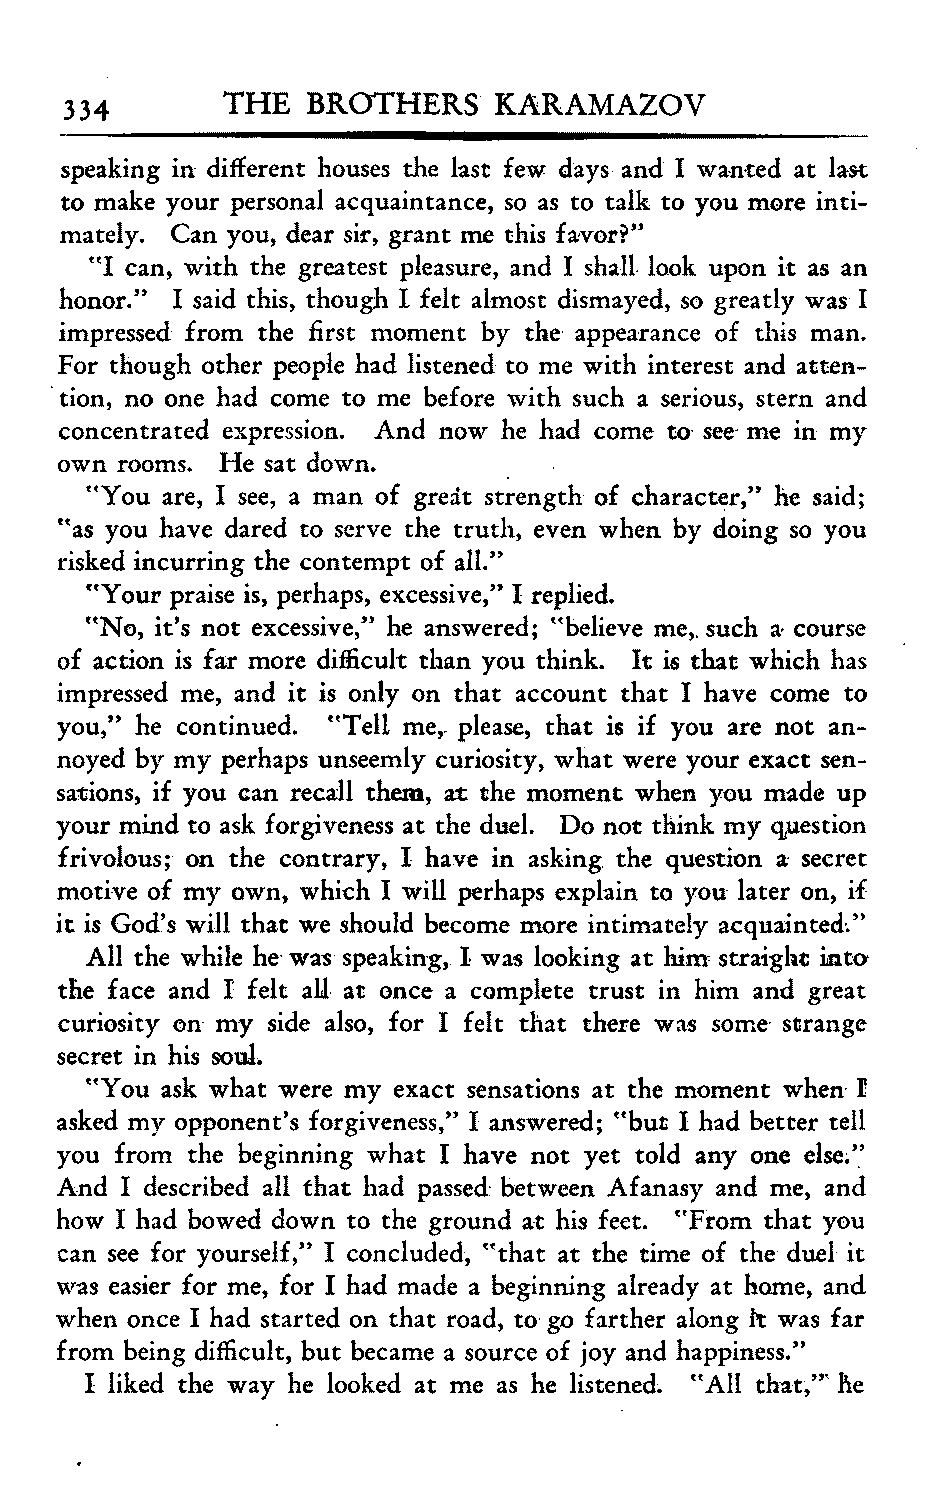 334 THE BROTHERS KARAMAZOV
speaking in different houses the last few days and I wanted at last
to make your personal acquaintance, so as to talk to you more inti-
mately. Can you, dear sir, grant me this favor?"
"I can, with the greatest pleasure, and I shall look upon it as an
honor." I said this, though I felt almost dismayed, so greatly was I
impressed from the first moment by the appearance of this man.
For though other people had listened to me with interest and atten-
tion, no one had come to me before with such a serious, stern and
concentrated expression. And now he had come to see me in my
own rooms. He sat down.
"You are, I see, a man of great strength of character," he said;
"as you have dared to serve the truth, even when by doing so you
risked incurring the contempt of all."
"Your praise is, perhaps, excessive," I replied.
"No, it's not excessive," he answered; "believe me, such a course
of action is far more difficult than you think. It is that which has
impressed me, and it is only on that account that I have come to
you," he continued. "Tell me, please, that is if you are not an-
noyed by my perhaps unseemly curiosity, what were your exact sen-
sations, if you can recall them, at the moment when you made up
your mind to ask forgiveness at the duel. Do not think my question
frivolous; on the contrary, I have in asking the question a secret
motive of my own, which I will perhaps explain to you later on, if
it is God's will that we should become more intimately acquainted."
All the while he was speaking, I was looking at him straight into
the face and I felt all at once a complete trust in him and great
curiosity on my side also, for I felt that there was some strange
secret in his soul.
"You ask what were my exact sensations at the moment when I
asked my opponent's forgiveness," I answered; "but I had better tell
you from the beginning what I have not yet told any one else."
And I described all that had passed between Afanasy and me, and
how I had bowed down to the ground at his feet. "From that you
can see for yourself," I concluded, "that at the time of the duel it
was easier for me, for I had made a beginning already at home, and
when once I had started on that road, to go farther along it was far
from being difficult, but became a source of joy and happiness."
I liked the way he looked at me as he listened. "All that," he